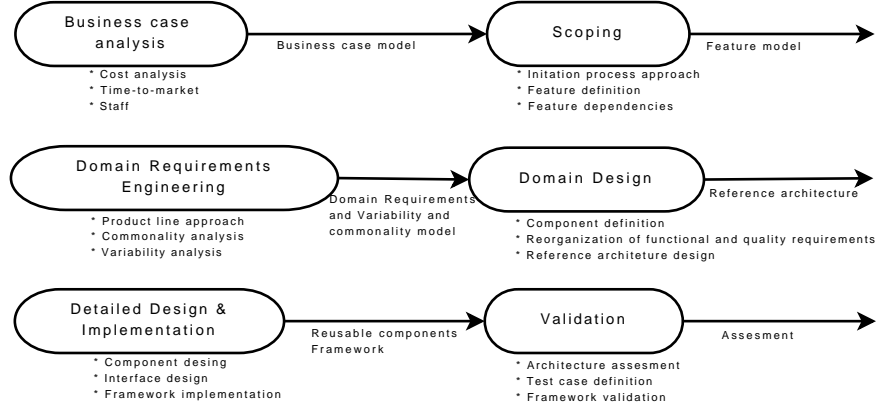 Business case
analysis
Business case model
* Cost analysis
* Time-to-market
* Staff
Scoping
Feature model
* Initation process approach
* Feature definition
* Feature dependencies
Domain Requirements
Engineering
Domain Requirements
and Variability and
commonality model
* Product line approach
* Commonality analysis
* Variability analysis
Domain Design
Reference architecture
* Component definition
* Reorganization of functional and quality requirements
* Reference architeture design
Detailed Design &
Implementation
Reusable components
Framework
* Component desing
* Interface design
* Framework implementation
Validation
Assesment
* Architecture assesment
* Test case definition
* Framework validation